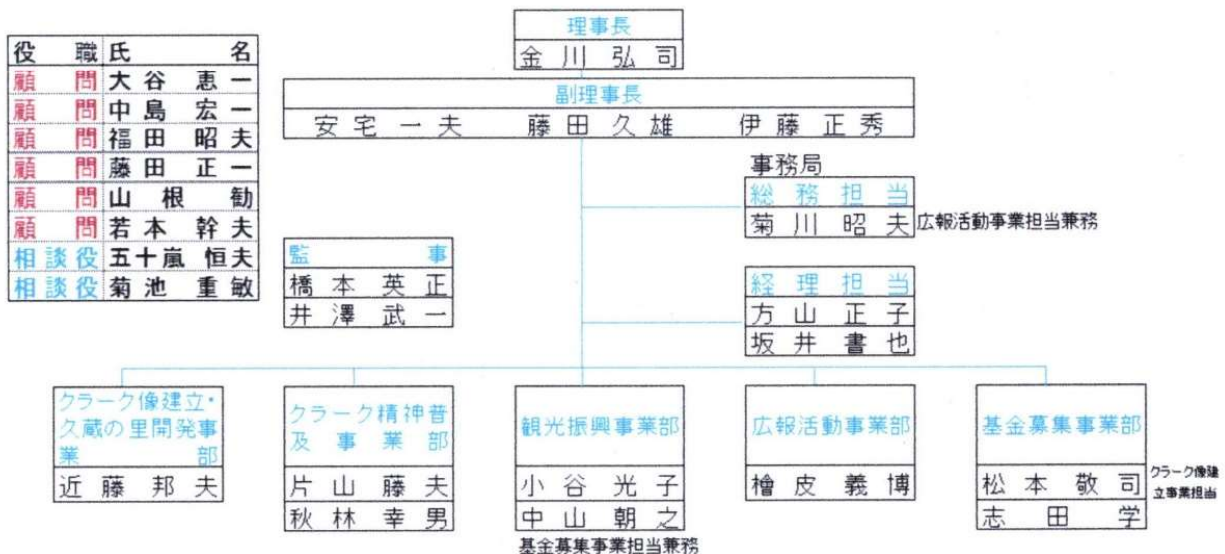 理事長
金川弘司
副理事長
安宅一夫 藤田久雄 伊藤正秀
役職 氏名
顧問 大谷恵一
顧問 中島宏一
顧問 福田昭夫
顧問 藤田正一
顧問 山根勧
顧問 若本幹夫
相談役 五十嵐恒夫
相談役 菊池重敏
事務局
総務担当
菊川昭夫 広報活動事業担当兼務
監事
橋本英正
井澤武一
経理担当
方山正子
坂井書也
クラーク像建立・
久蔵の里開発事
業部
近藤邦夫
クラーク精神普
及事業部
片山藤夫
秋林幸男
観光振興事業部
小谷光子
中山朝之
基金募集事業担当兼務
広報活動事業部
檜皮義博
基金募集事業部
松本敬司
クラーク像建
立事業担当
志田学